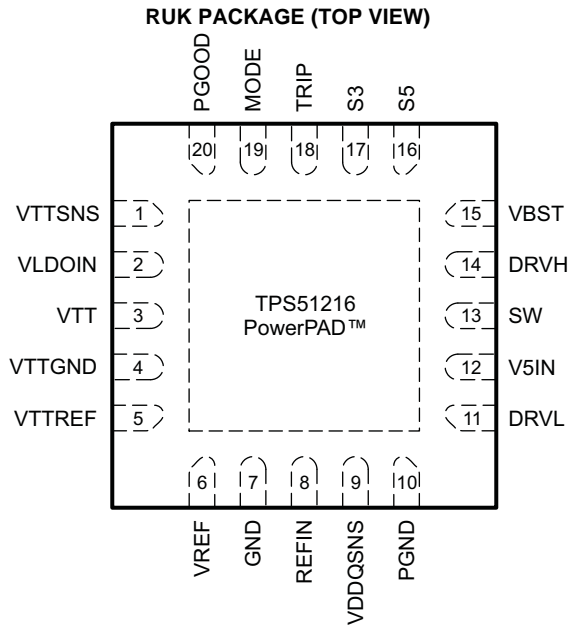 RUK PACKAGE (TOP VIEW)
PGOOD
MODE
TRIP
S3
S5
20
19
18
17
16
VTTSNS 1
VLDOIN 2
VTT 3
VTTGND 4
VTTREF 5
TPS51216
PowerPAD™
15 VBST
14 DRVH
13 SW
12 V5IN
11 DRVL
6
7
8
9
10
VREF
GND
REFIN
VDDQSNS
PGND